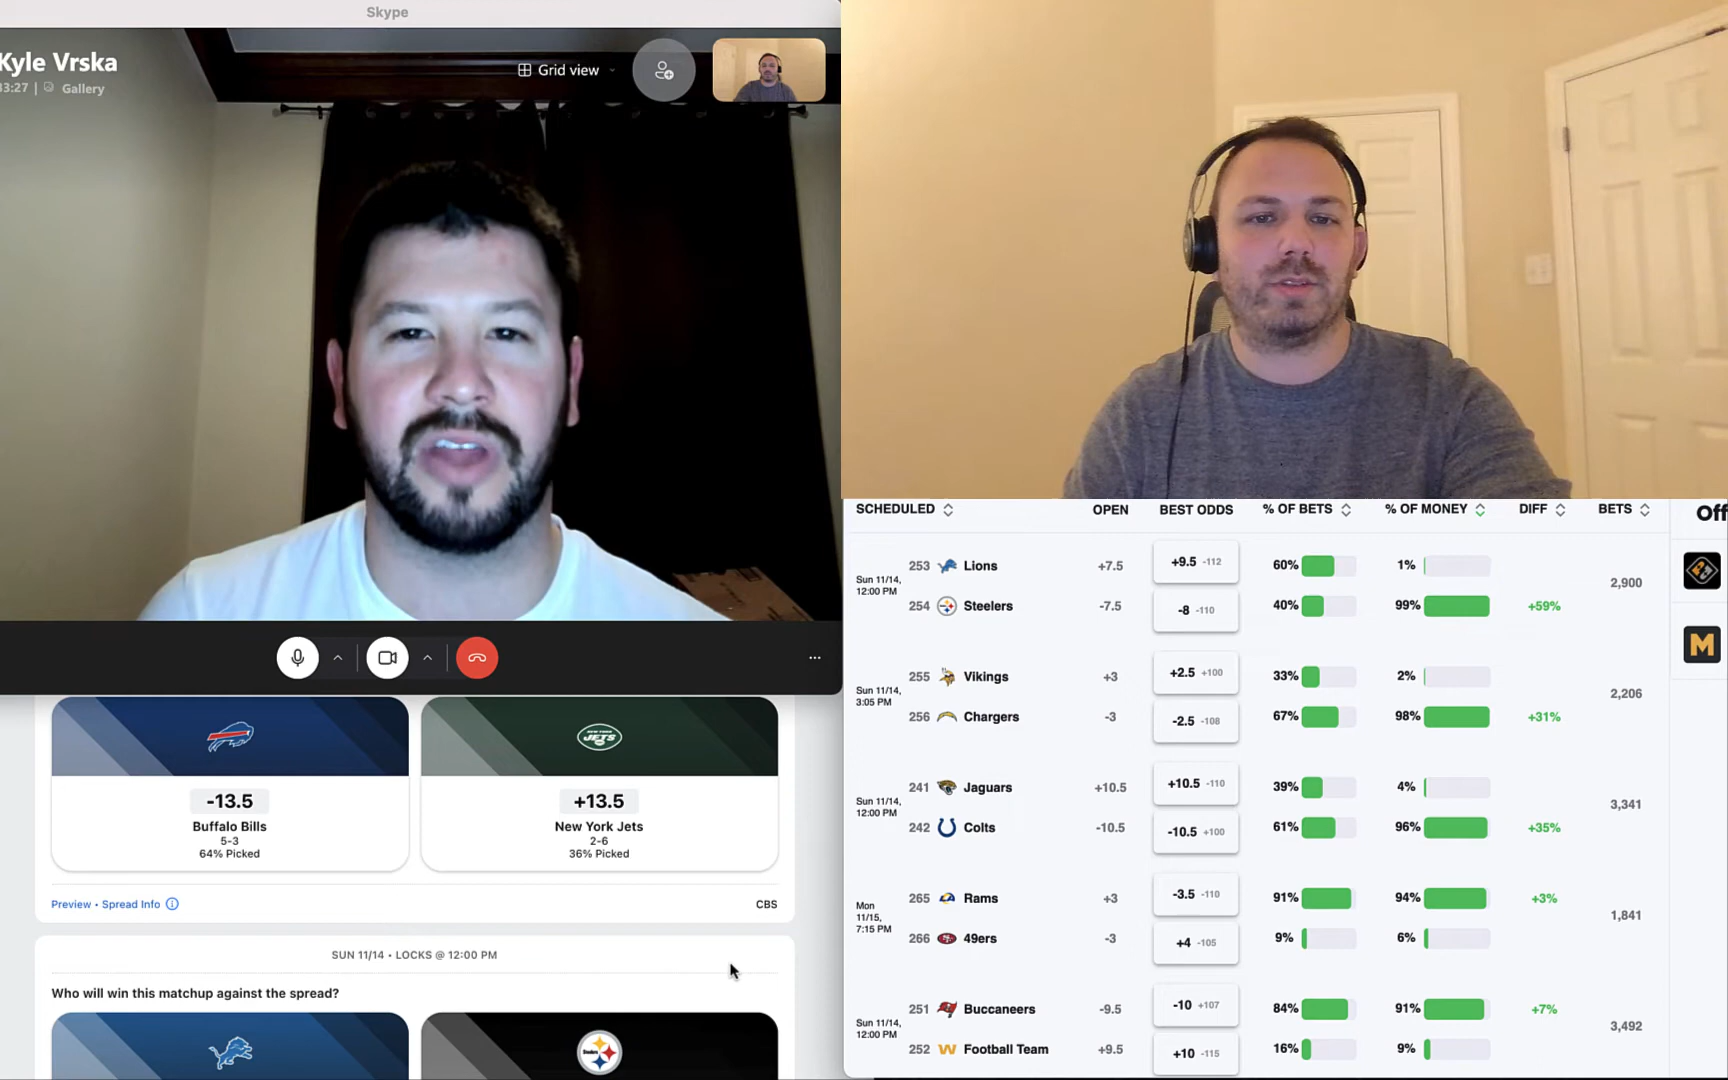 Skype
Kyle Vrska
Gallery
Grid view
-13.5
Buffalo Bills
5-3
64% Picked
NEW YORK
JETS
+13.5
New York Jets
2-6
36% Picked
Preview • Spread Info
CBS
SUN 11/14 • LOCKS @ 12:00 PM
Who will win this matchup against the spread?
Steelers
SCHEDULED OPEN BEST ODDS % OF BETS % OF MONEY DIFF BETS
Off
Sun 11/14, 12:00 PM
253 Lions +7.5 +9.5 -112 60% 1%
2,900
254 Steelers -7.5 -8 -110 40% 99% +59%
Sun 11/14, 3:05 PM
255 Vikings +3 +2.5 +100 33% 2%
2,206
256 Chargers -3 -2.5 -108 67% 98% +31%
Sun 11/14, 12:00 PM
241 Jaguars +10.5 +10.5 -110 39% 4%
3,341
242 Colts -10.5 -10.5 +100 61% 96% +35%
Mon 11/15, 7:15 PM
265 Rams +3 -3.5 -110 91% 94% +3%
1,841
266 49ers -3 +4 -105 9% 6%
Sun 11/14, 12:00 PM
251 Buccaneers -9.5 -10 +107 84% 91% +7%
3,492
252 Football Team +9.5 +10 -115 16% 9%
M